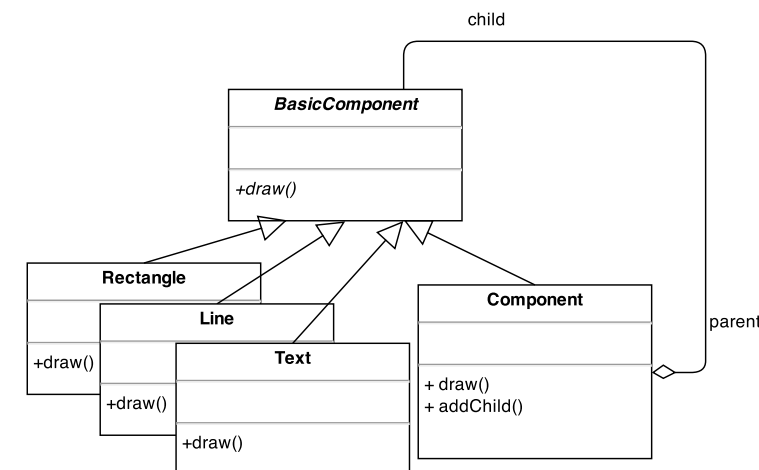 child
BasicComponent
+draw()
Rectangle
+draw()
Line
+draw()
Text
+draw()
Component
+ draw()
+ addChild()
parent